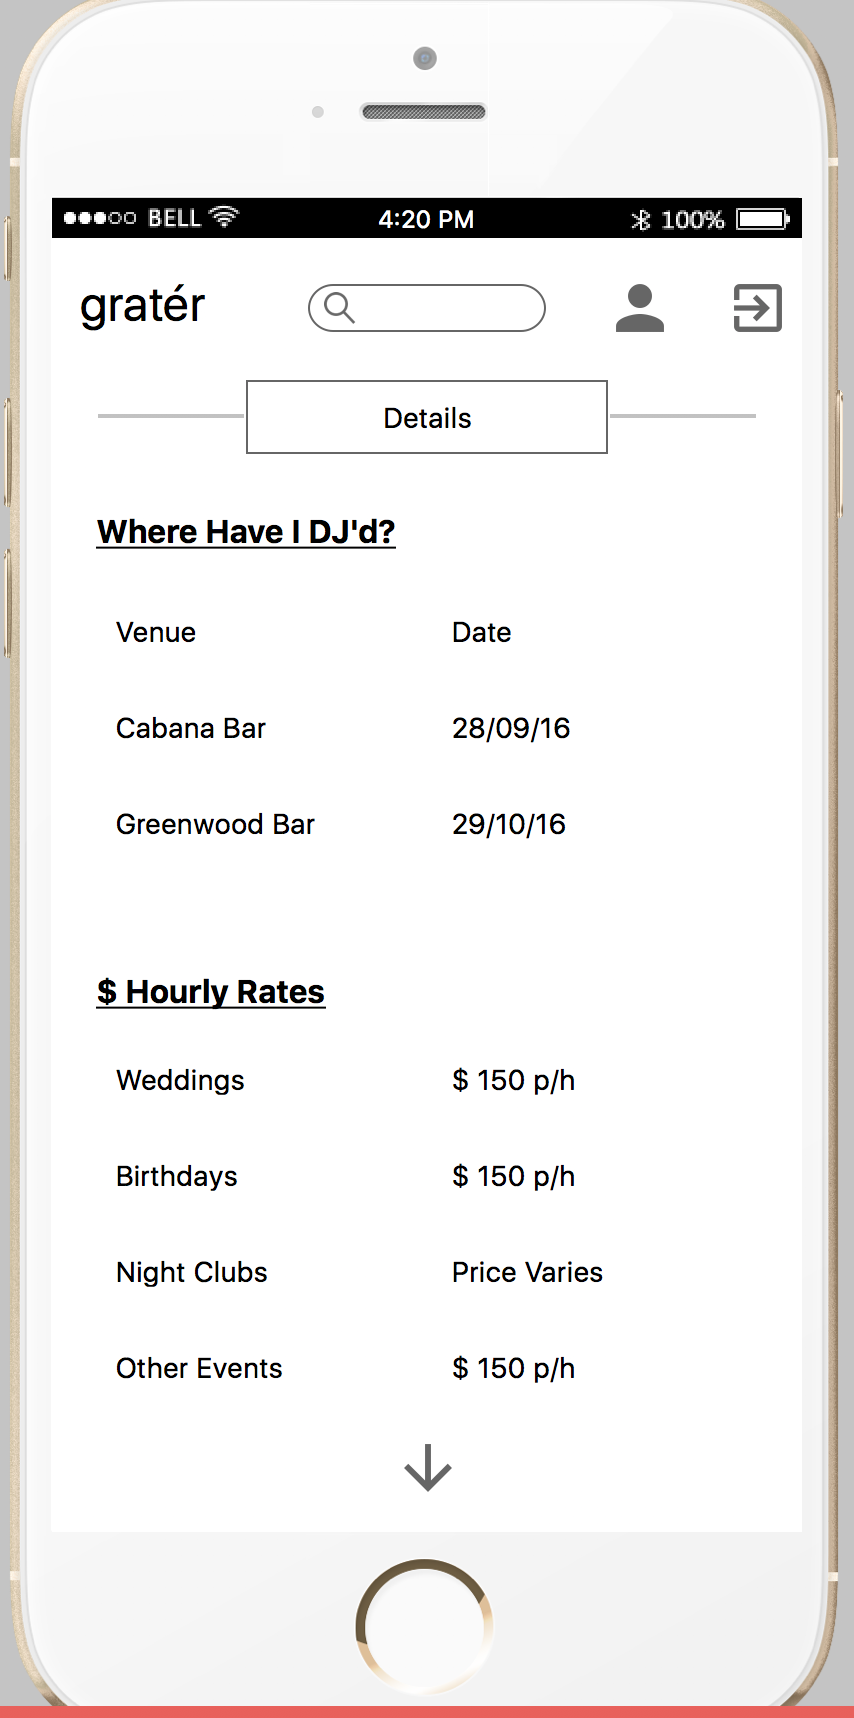 BELL 4:20 PM 100%
gratér
Details
Where Have I DJ'd?
Venue Date
Cabana Bar 28/09/16
Greenwood Bar 29/10/16
$ Hourly Rates
Weddings $ 150 p/h
Birthdays $ 150 p/h
Night Clubs Price Varies
Other Events $ 150 p/h